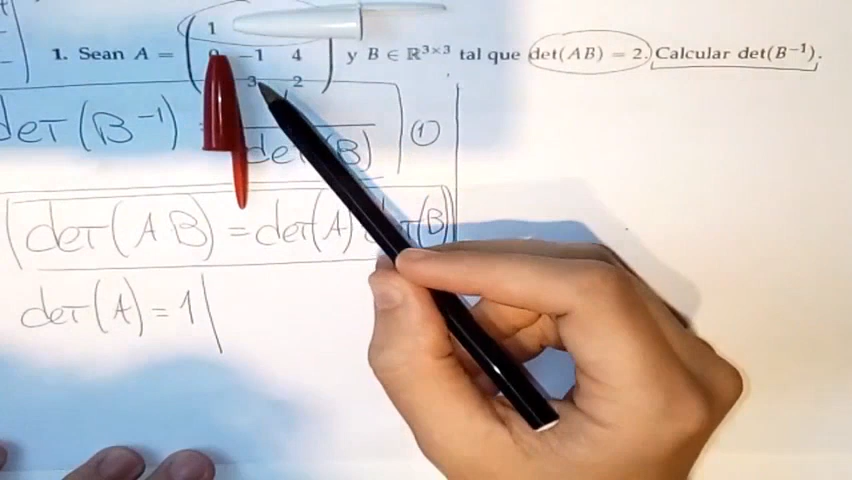 1. Sean A = 1
-1 4
3 2
y B ∈ ℝ³ˣ³ tal que det(AB) = 2. Calcular det(B⁻¹).
det(B⁻¹) =
det(B)
①
det(AB) = det(A) det(B)
det(A) = 1|